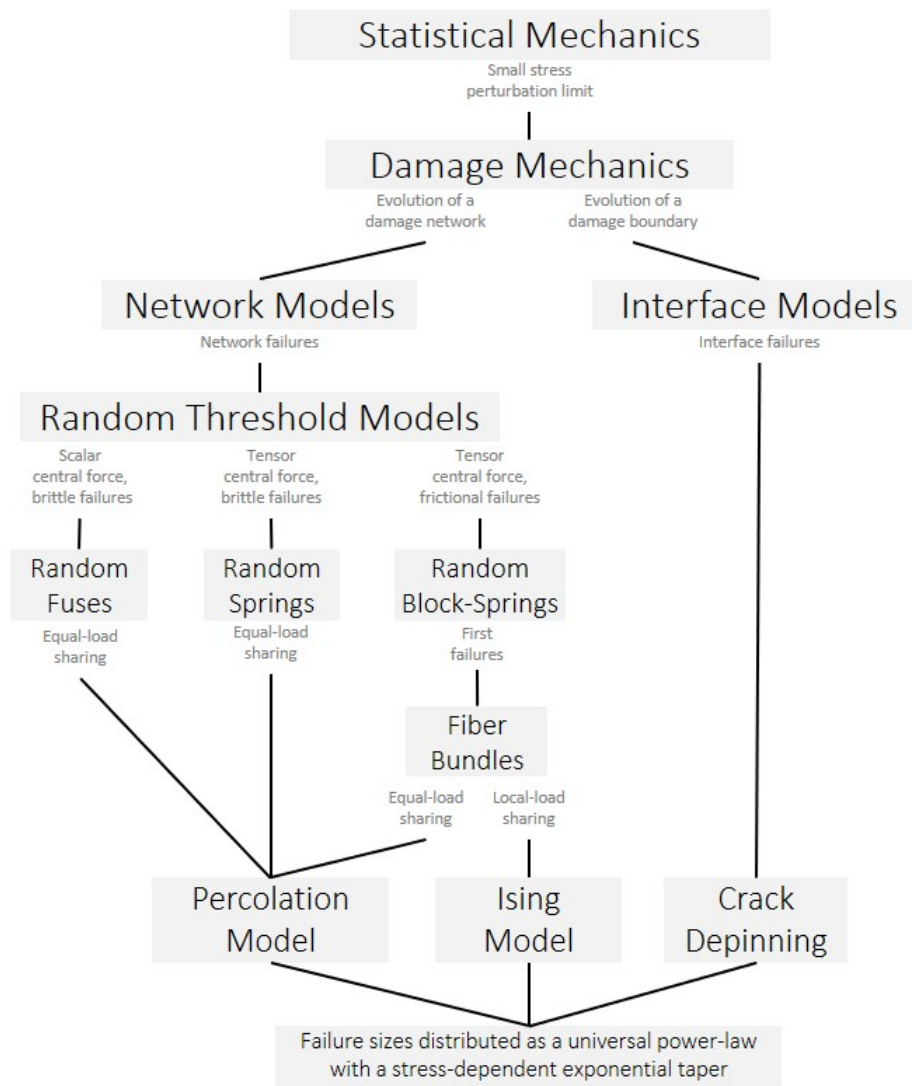 Statistical Mechanics
Small stress
perturbation limit
Damage Mechanics
Evolution of a
damage network
Evolution of a
damage boundary
Network Models
Network failures
Interface Models
Interface failures
Random Threshold Models
Scalar
central force,
brittle failures
Tensor
central force,
brittle failures
Tensor
central force,
frictional failures
Random
Fuses
Equal-load
sharing
Random
Springs
Equal-load
sharing
Random
Block-Springs
First
failures
Fiber
Bundles
Equal-load
sharing
Local-load
sharing
Percolation
Model
Ising
Model
Crack
Depinning
Failure sizes distributed as a universal power-law
with a stress-dependent exponential taper